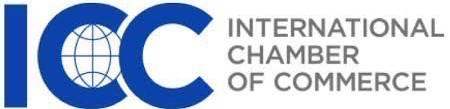 ICC
INTERNATIONAL
CHAMBER
OF COMMERCE